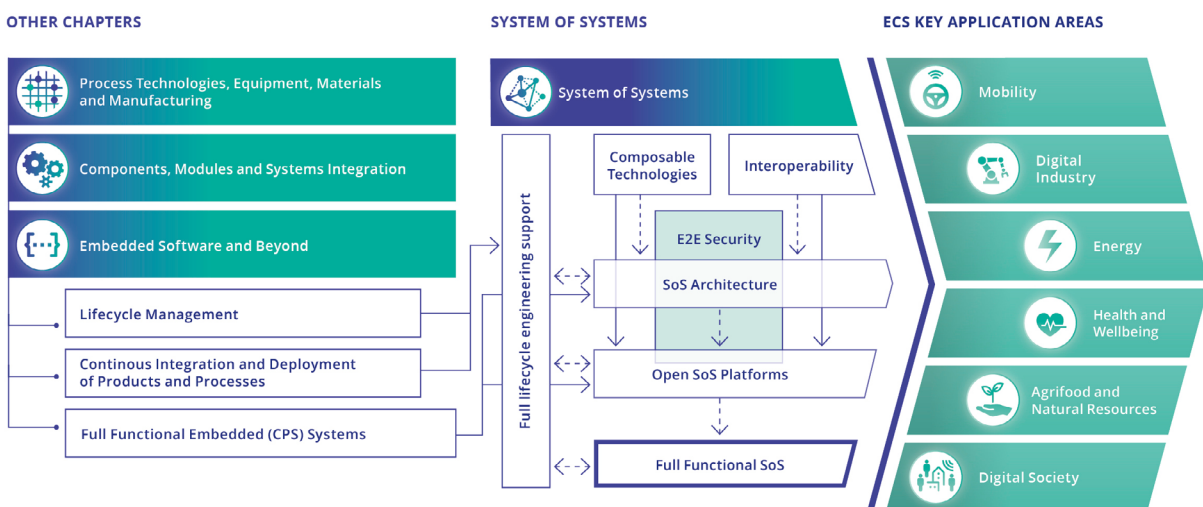 OTHER CHAPTERS
Process Technologies, Equipment, Materials
and Manufacturing
Components, Modules and Systems Integration
Embedded Software and Beyond
Lifecycle Management
Continous Integration and Deployment
of Products and Processes
Full Functional Embedded (CPS) Systems
SYSTEM OF SYSTEMS
System of Systems
Full lifecycle engineering support
Composable
Technologies
Interoperability
E2E Security
SoS Architecture
Open SoS Platforms
Full Functional SoS
ECS KEY APPLICATION AREAS
Mobility
Digital
Industry
Energy
Health and
Wellbeing
Agrifood and
Natural Resources
Digital Society